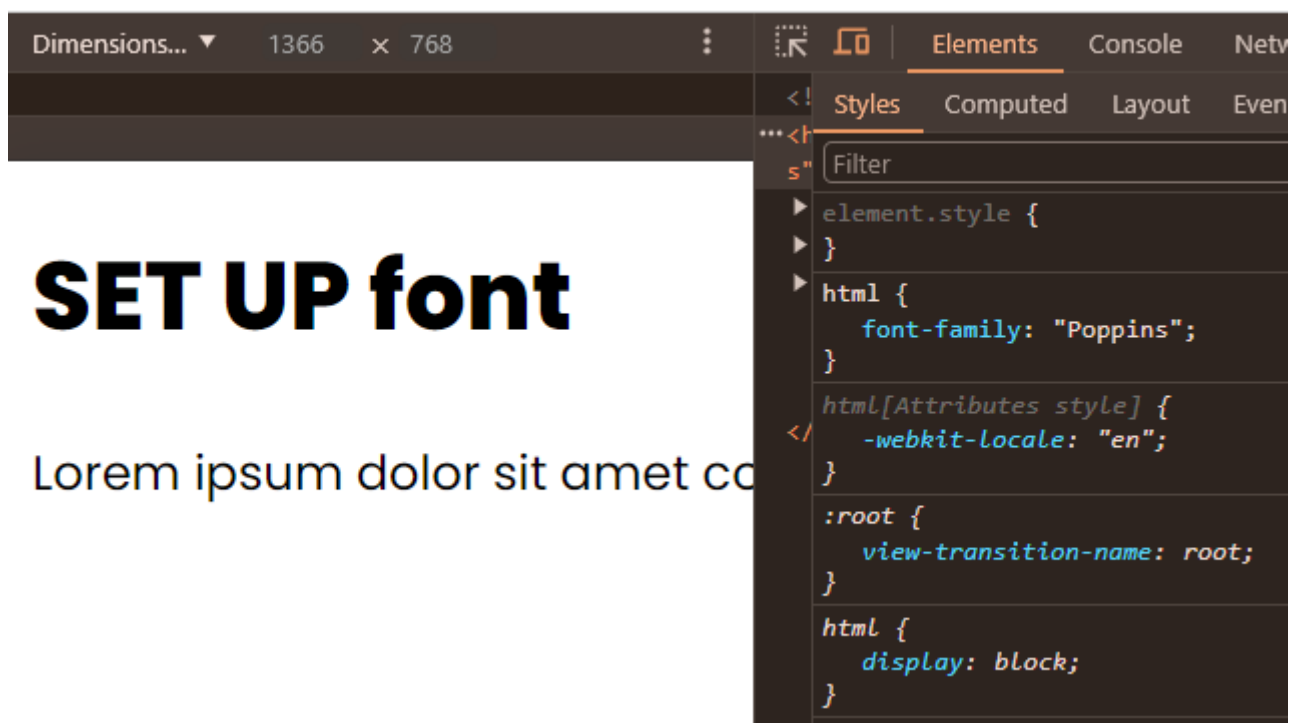 Dimensions... ▼ 1366 × 768
Elements Console Netw
<! Styles Computed Layout Even
...<h
s" Filter
element.style {
}
html {
font-family: "Poppins";
}
html[Attributes style] {
</ -webkit-locale: "en";
}
:root {
view-transition-name: root;
}
html {
display: block;
}
SET UP font
Lorem ipsum dolor sit amet co